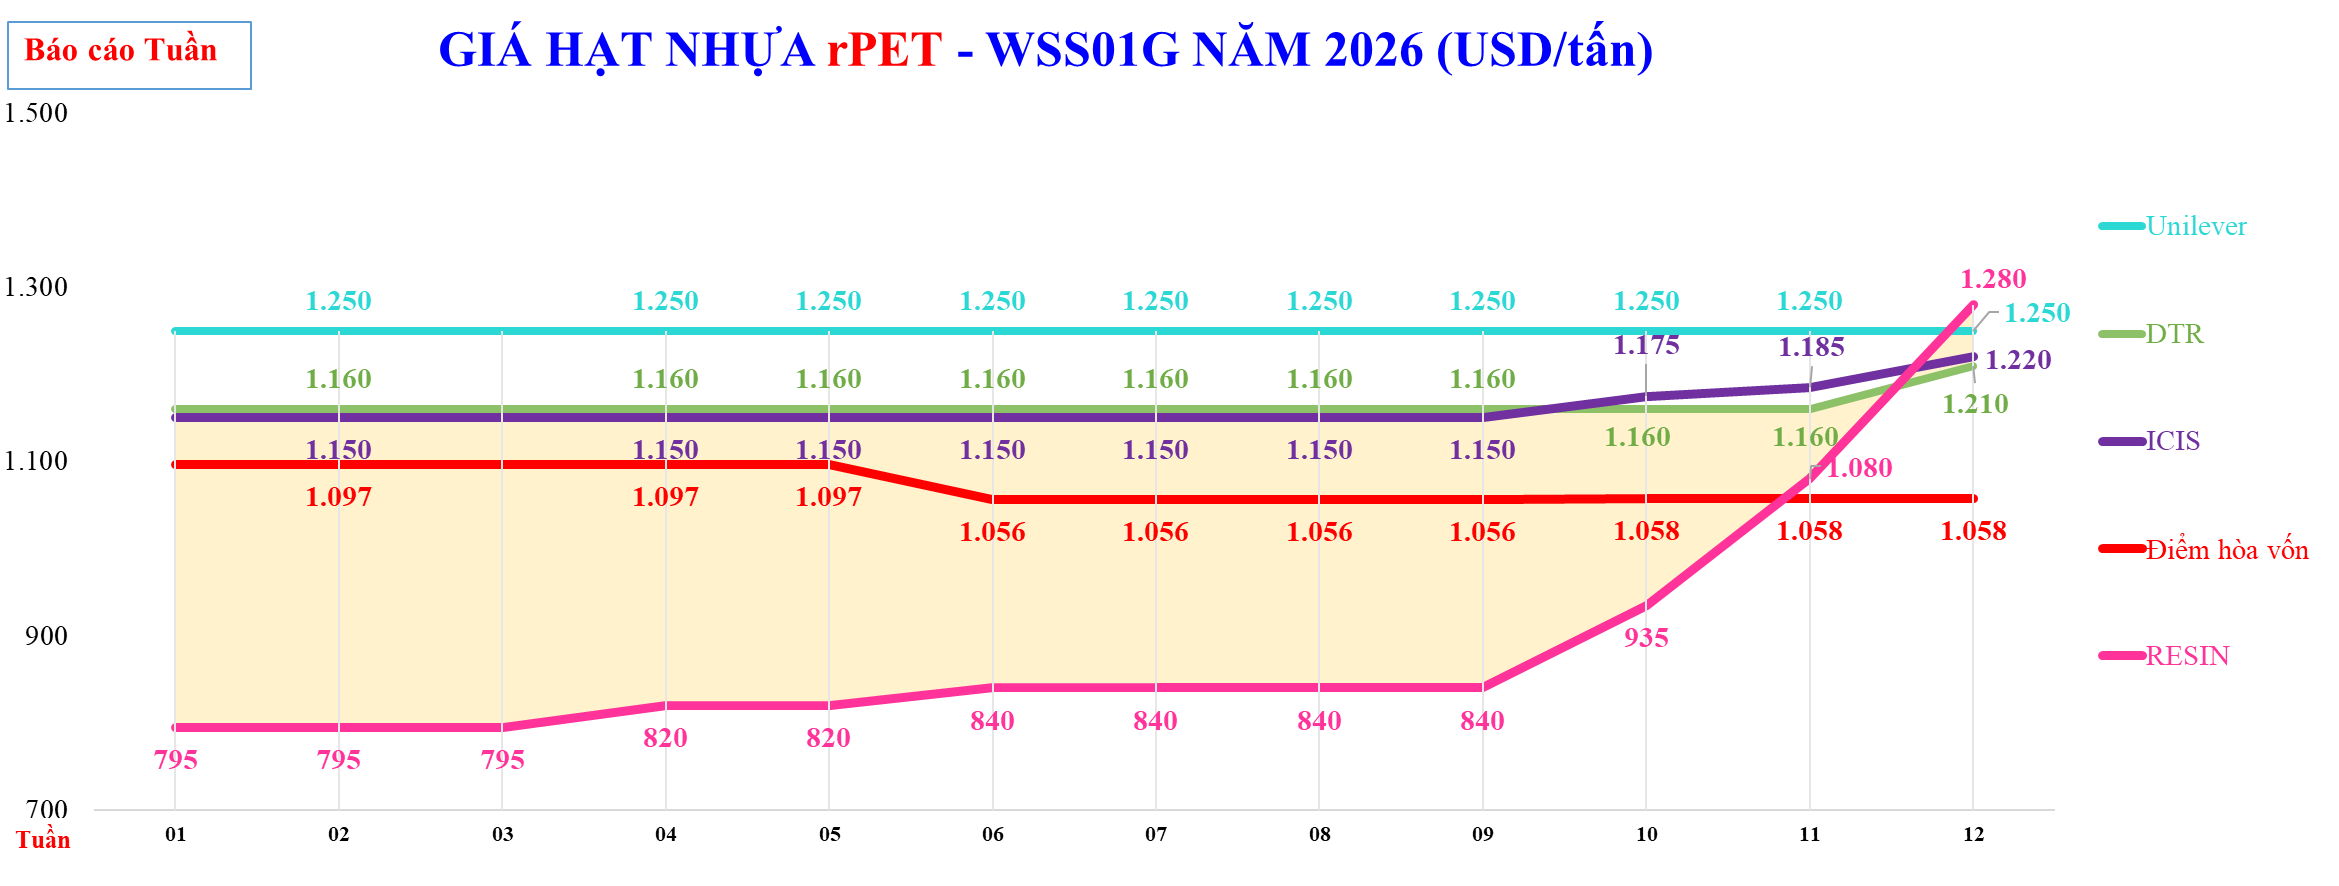 Báo cáo Tuần
GIÁ HẠT NHỰA rPET - WSS01G NĂM 2026 (USD/tấn)
1.500
1.300
1.100
900
700
1.250 1.250 1.250 1.250 1.250 1.250 1.250 1.250 1.250 1.250
1.160 1.160 1.160 1.160 1.160 1.160 1.160 1.160 1.160 1.210
1.150 1.150 1.150 1.150 1.150 1.150 1.150 1.175 1.185 1.220
1.097 1.097 1.097 1.056 1.056 1.056 1.056 1.058 1.058 1.058
795 795 795 820 820 840 840 840 840 935 1.080 1.280
Tuần
01 02 03 04 05 06 07 08 09 10 11 12
Unilever
DTR
ICIS
Điểm hòa vốn
RESIN